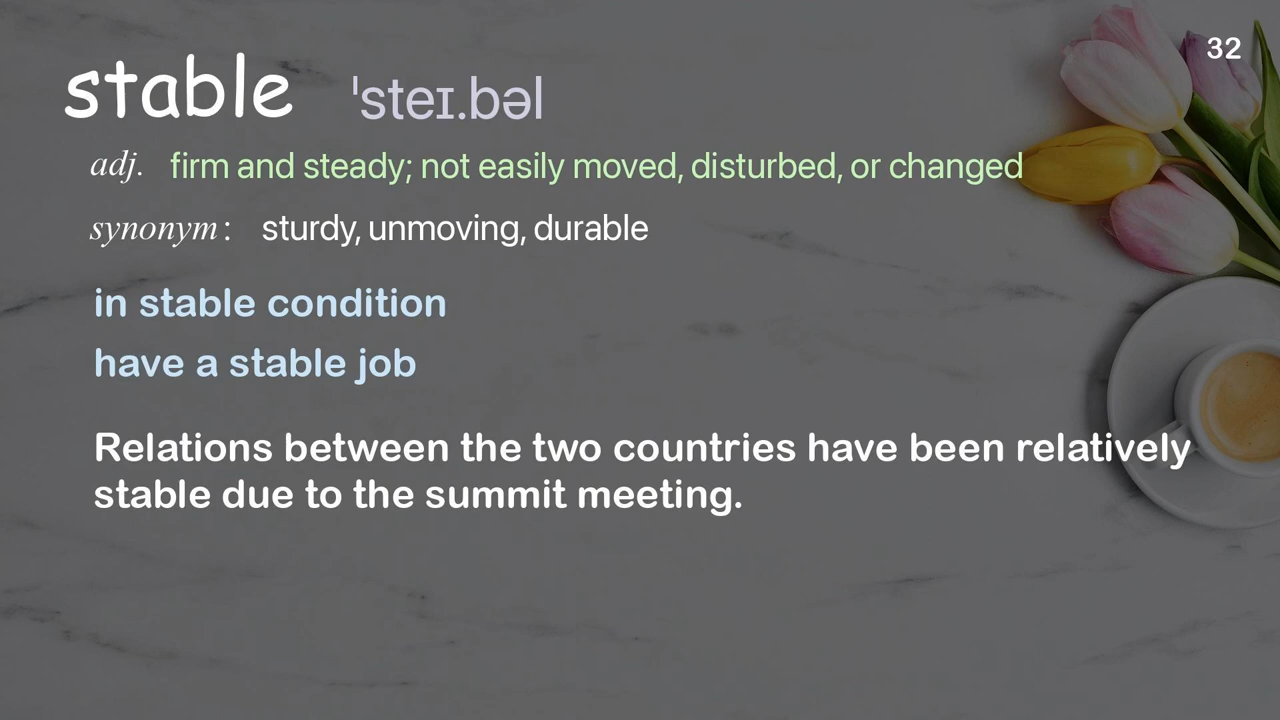 32
stable ˈsteɪ.bəl
adj. firm and steady; not easily moved, disturbed, or changed
synonym: sturdy, unmoving, durable
in stable condition
have a stable job
Relations between the two countries have been relatively
stable due to the summit meeting.